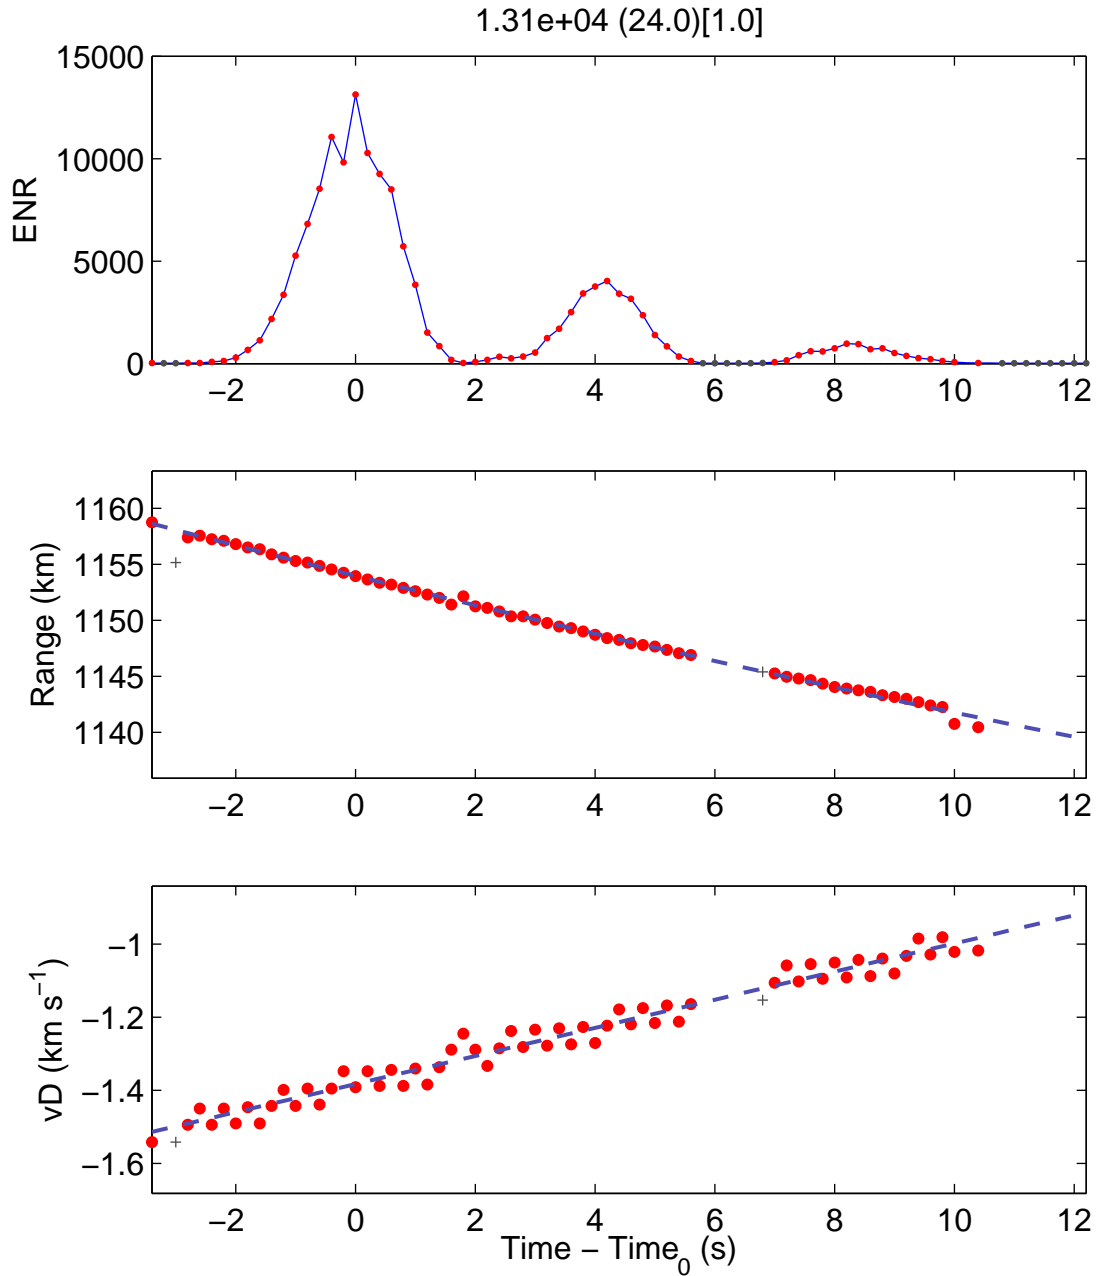 1.31e+04 (24.0)[1.0]
15000
10000
5000
0
ENR
−2 0 2 4 6 8 10 12
1160
1155
1150
1145
1140
Range (km)
−2 0 2 4 6 8 10 12
−1
−1.2
−1.4
−1.6
vD (km s⁻¹)
−2 0 2 4 6 8 10 12
Time − Time₀ (s)